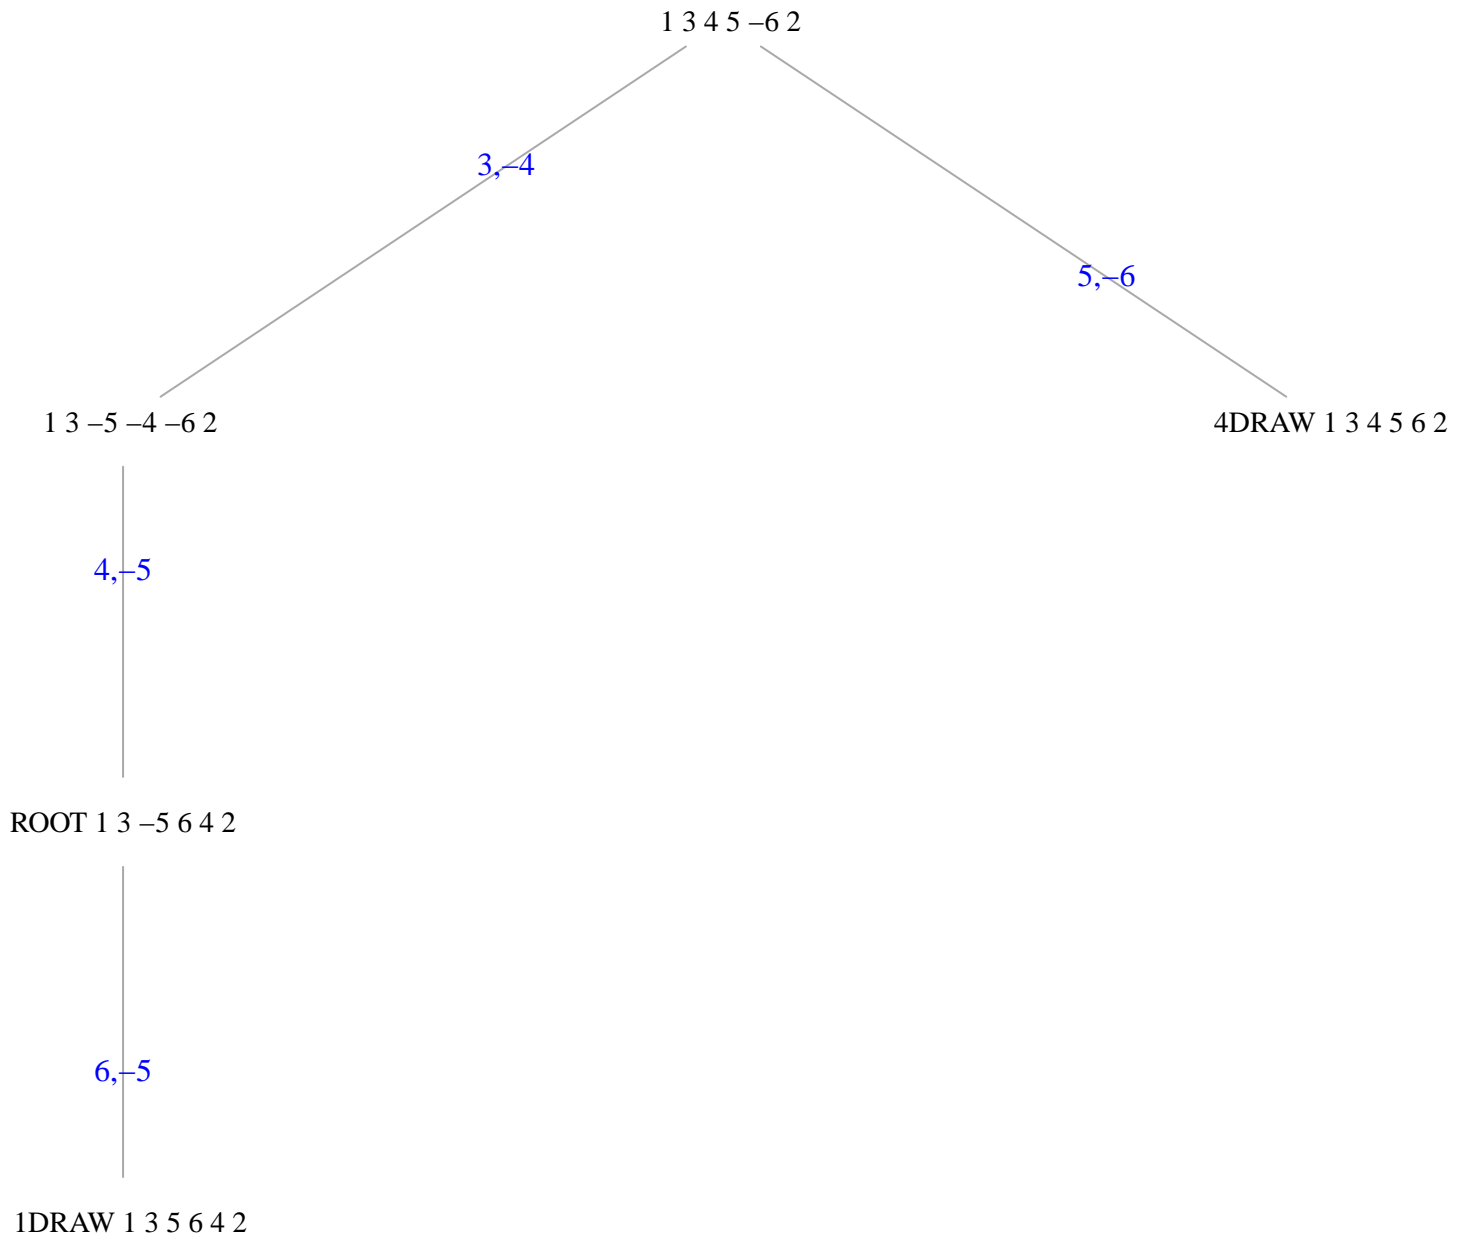 1 3 4 5 –6 2
3,–4
5,–6
1 3 –5 –4 –6 2
4DRAW 1 3 4 5 6 2
4,–5
ROOT 1 3 –5 6 4 2
6,–5
1DRAW 1 3 5 6 4 2